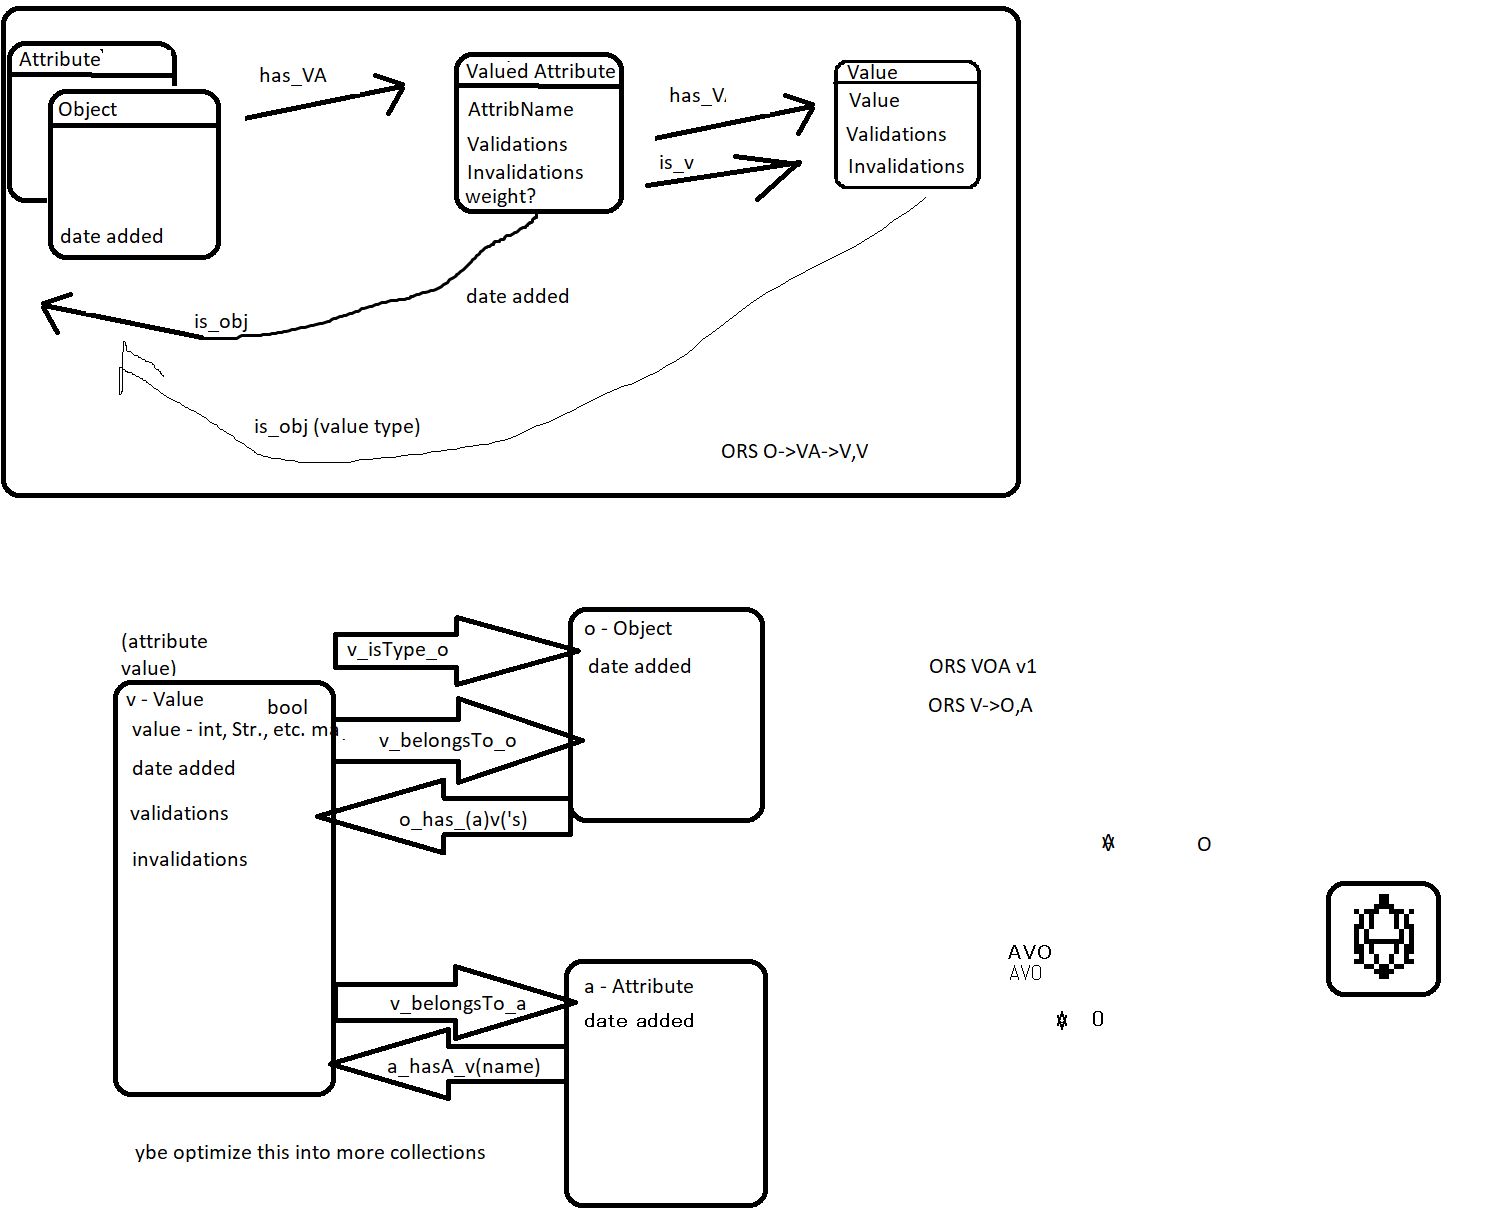 Attribute
Object
date added
has_VA
Valued Attribute
AttribName
Validations
Invalidations
weight?
date added
has_V
is_v
Value
Value
Validations
Invalidations
is_obj
is_obj (value type)
ORS O->VA->V,V
(attribute
value)
v - Value
bool
value - int, Str., etc. ma
date added
validations
invalidations
v_isType_o
v_belongsTo_o
o_has_(a)v('s)
o - Object
date added
v_belongsTo_a
a_hasA_v(name)
a - Attribute
date added
ybe optimize this into more collections
ORS VOA v1
ORS V->O,A
O
AVO
AVO
O